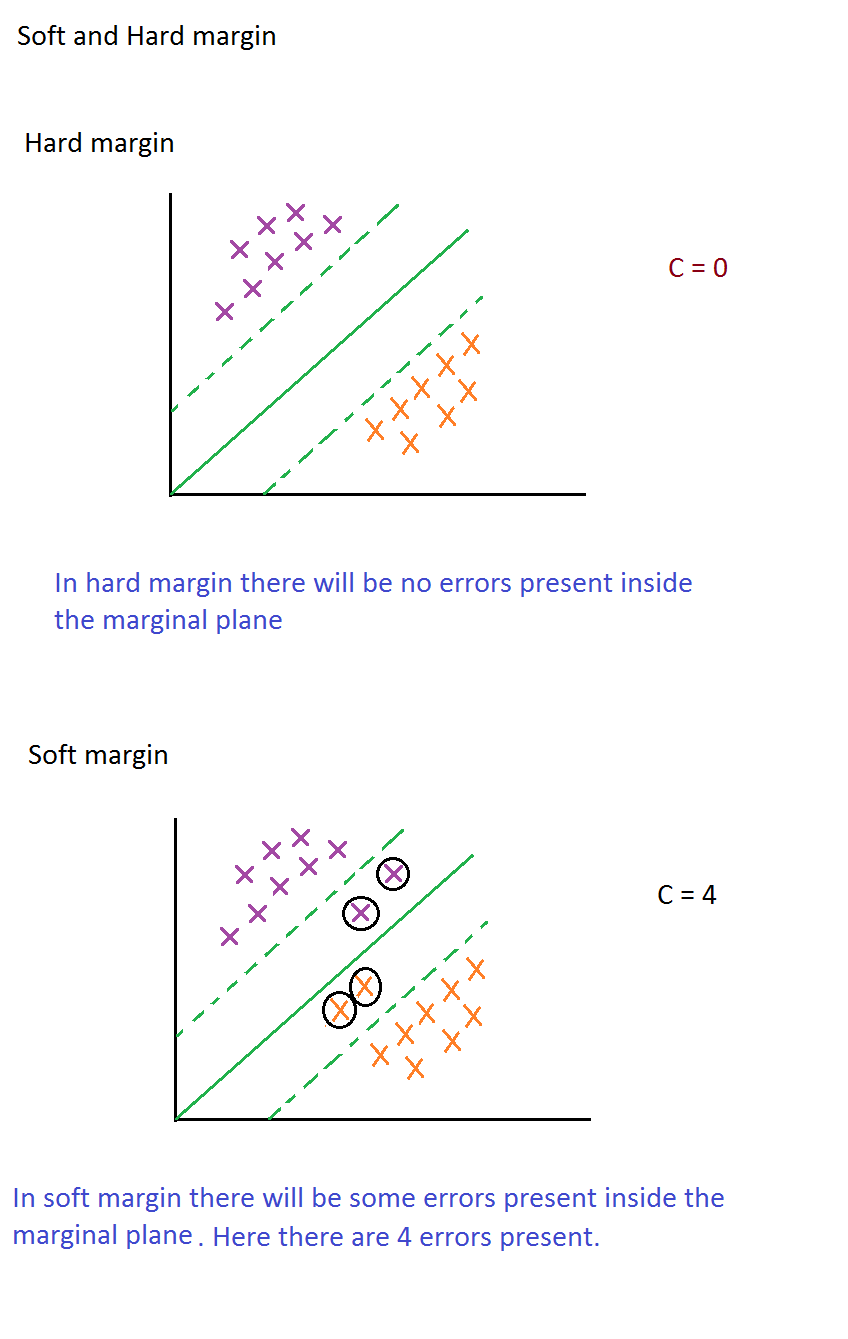 Soft and Hard margin
Hard margin
C = 0
In hard margin there will be no errors present inside
the marginal plane
Soft margin
C = 4
In soft margin there will be some errors present inside the
marginal plane . Here there are 4 errors present.